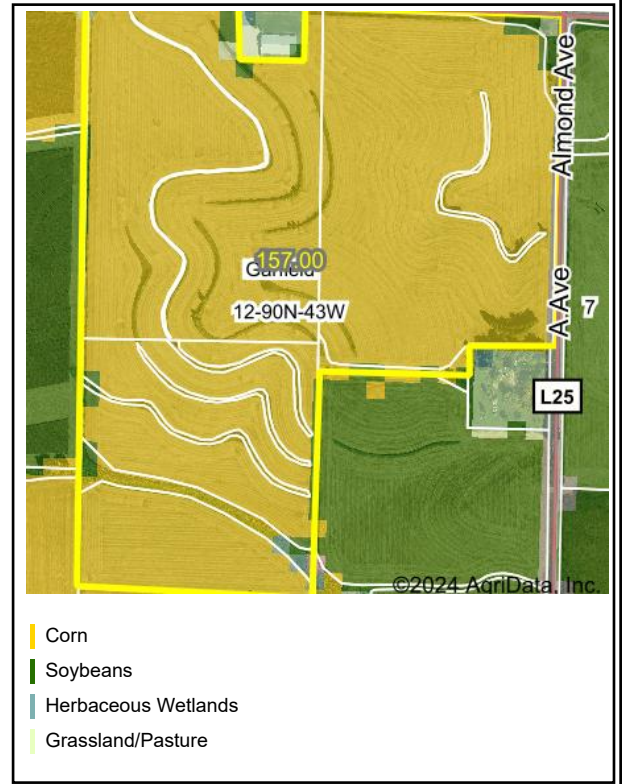 Almond Ave
157.00
Garfield
12-90N-43W
A Ave
7
L25
©2024 AgriData, Inc.
Corn
Soybeans
Herbaceous Wetlands
Grassland/Pasture